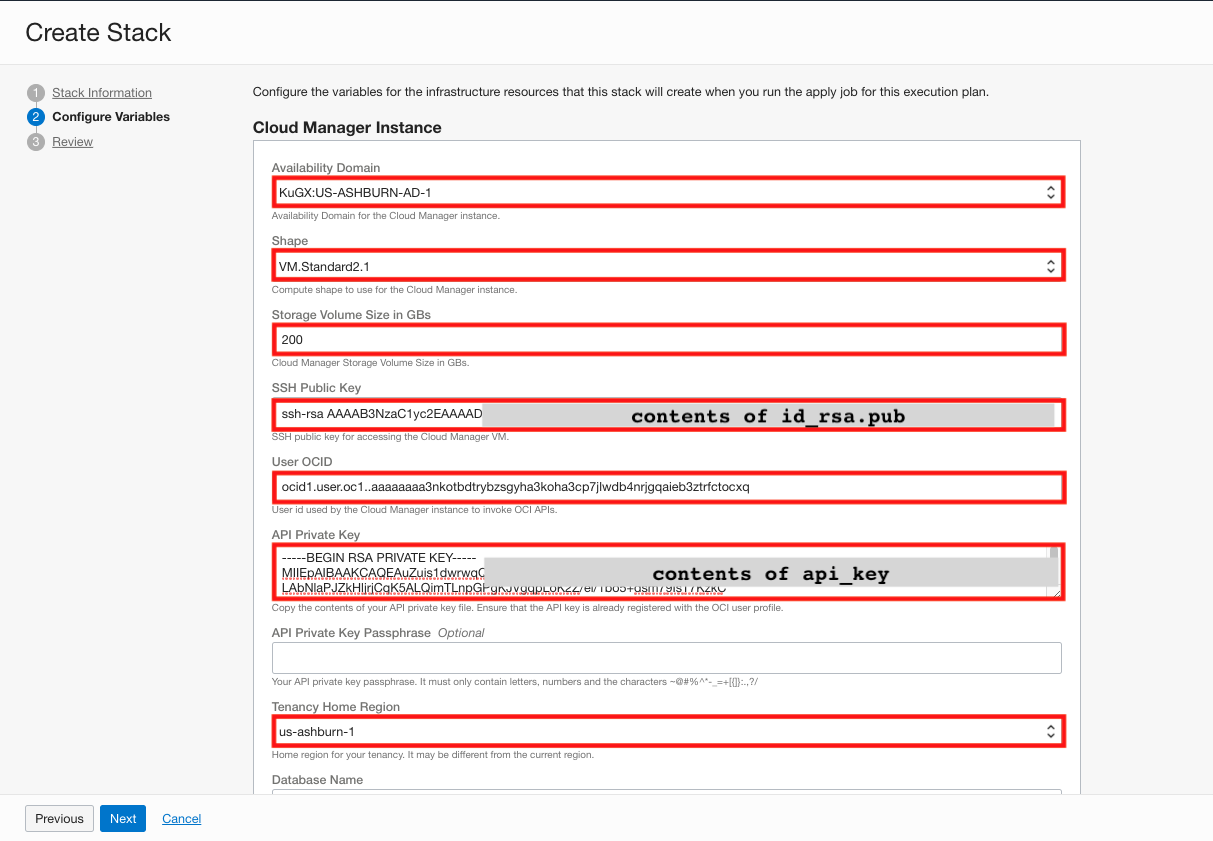 Create Stack
1 Stack Information
2 Configure Variables
3 Review
Configure the variables for the infrastructure resources that this stack will create when you run the apply job for this execution plan.
Cloud Manager Instance
Availability Domain
KuGX:US-ASHBURN-AD-1
Availability Domain for the Cloud Manager instance.
Shape
VM.Standard2.1
Compute shape to use for the Cloud Manager instance.
Storage Volume Size in GBs
200
Cloud Manager Storage Volume Size in GBs.
SSH Public Key
ssh-rsa AAAAB3NzaC1yc2EAAAAD contents of id_rsa.pub
SSH public key for accessing the Cloud Manager VM.
User OCID
ocid1.user.oc1..aaaaaaaa3nkotbdtrybzsgyha3koha3cp7jlwdb4nrjgqaieb3ztrfctocxq
User id used by the Cloud Manager instance to invoke OCI APIs.
API Private Key
-----BEGIN RSA PRIVATE KEY-----
contents of api_key
Copy the contents of your API private key file. Ensure that the API key is already registered with the OCI user profile.
API Private Key Passphrase Optional
Your API private key passphrase. It must only contain letters, numbers and the characters ~@#%^*-_=+[{]}:.,?/
Tenancy Home Region
us-ashburn-1
Home region for your tenancy. It may be different from the current region.
Database Name
Previous Next Cancel